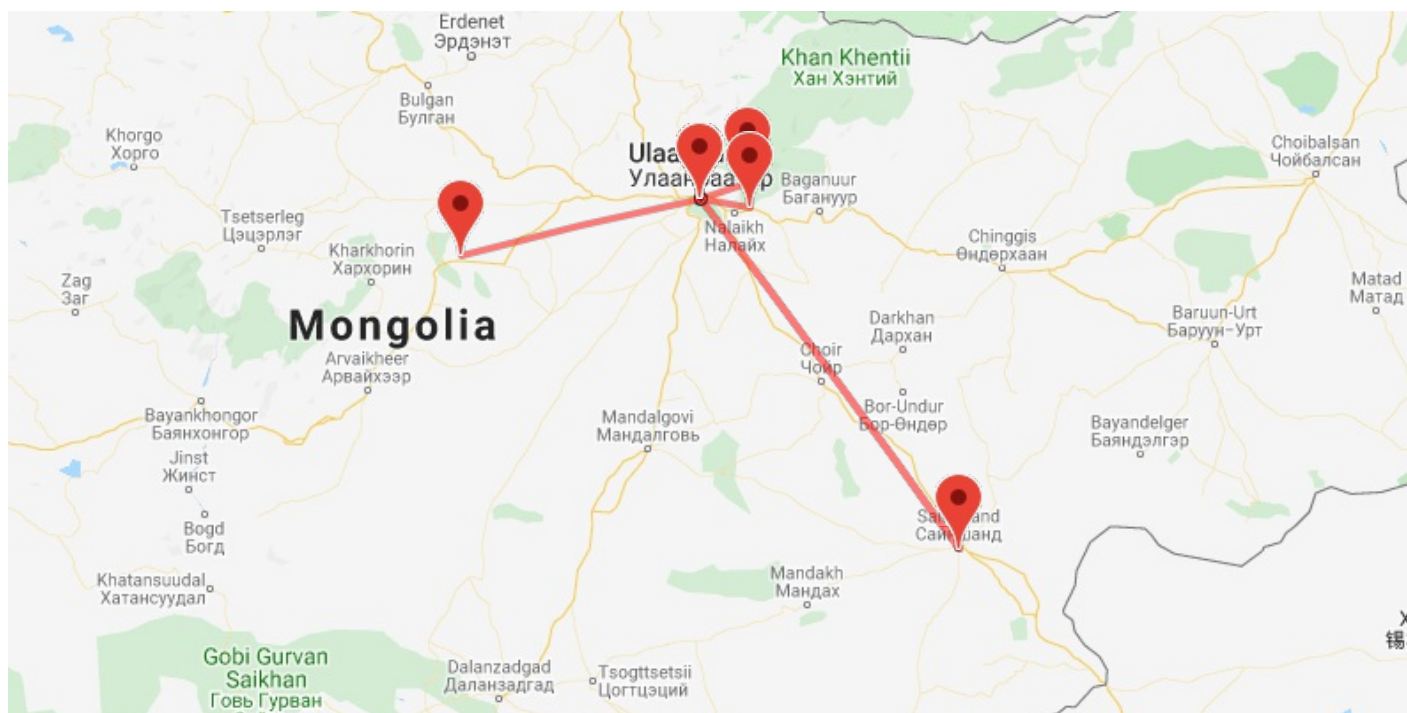 Erdenet
Эрдэнэт
Khan Khentii
Хан Хэнтий
Bulgan
Булган
Khorgo
Хорго
Choibalsan
Чойбалсан
Baganuur
Багануур
Tsetserleg
Цэцэрлэг
Nalaikh
Налайх
Kharkhorin
Хархорин
Chinggis
Өндөрхаан
Zag
Заг
Matad
Матад
Mongolia
Darkhan
Дархан
Baruun-Urt
Баруун-Урт
Arvaikheer
Арвайхээр
Choir
Чойр
Bayankhongor
Баянхонгор
Mandalgovi
Мандалговь
Bor-Undur
Бор-Өндөр
Bayandelger
Баяндэлгэр
Jinst
Жинст
Bogd
Богд
Khatansuudal
Хатансуудал
Mandakh
Мандах
Gobi Gurvan
Saikhan
Говь Гурван
Dalanzadgad
Даланзадгад
Tsogttsetsii
Цогтцэций